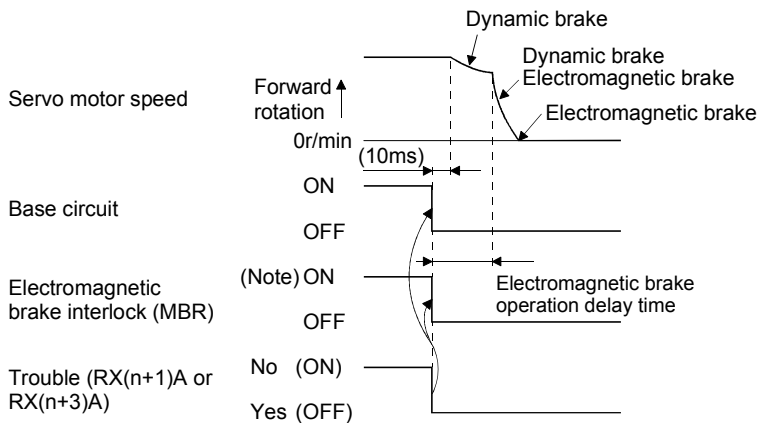 Dynamic brake
Dynamic brake
Electromagnetic brake
Electromagnetic brake
Servo motor speed
Forward
rotation
0r/min
(10ms)
Base circuit
ON
OFF
Electromagnetic
brake interlock (MBR)
(Note) ON
OFF
Electromagnetic brake
operation delay time
Trouble (RX(n+1)A or
RX(n+3)A)
No (ON)
Yes (OFF)